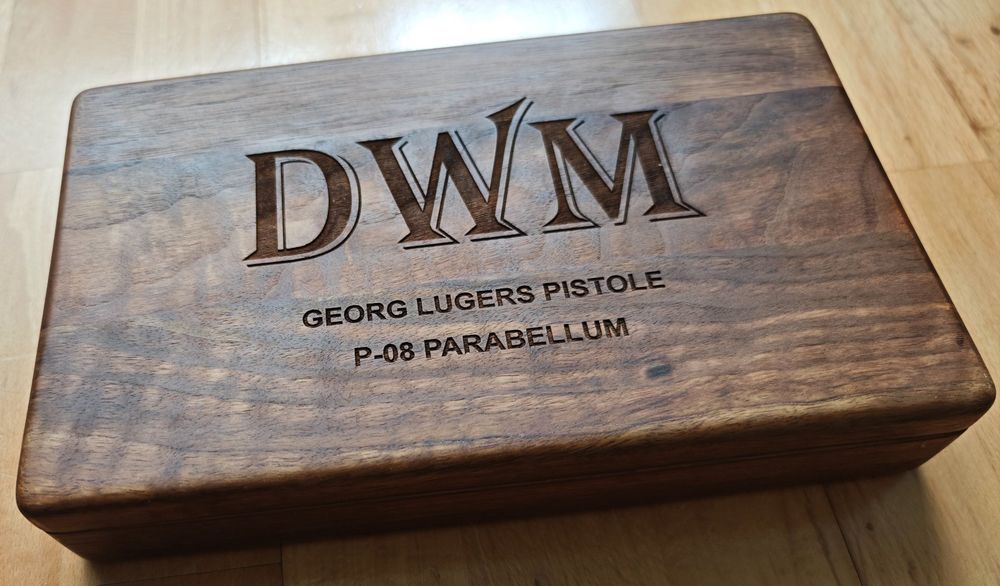 DWM
GEORG LUGERS PISTOLE
P-08 PARABELLUM